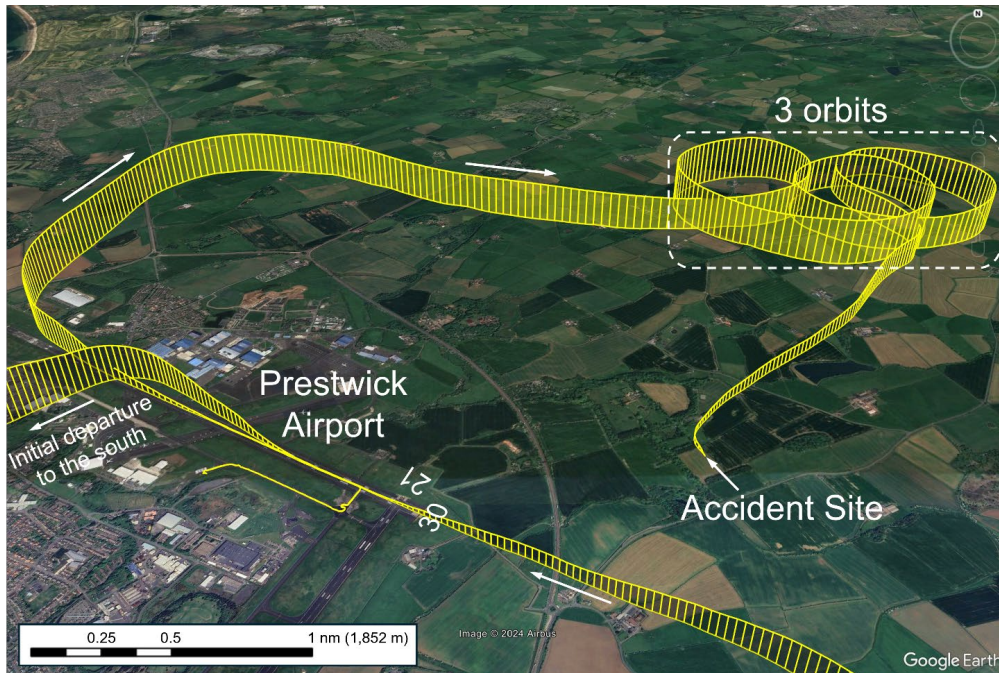 N
3 orbits
Prestwick
Airport
Initial departure
to the south
21
30
Accident Site
0.25 0.5 1 nm (1,852 m)
Image © 2024 Airbus
Google Earth